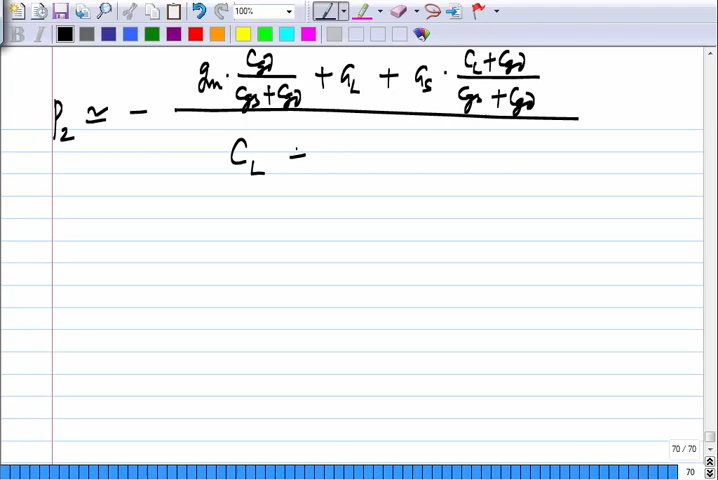 100%
B I
gm · Cgd/(Cgs+Cgd) + GL + Gs · (CL+Cgd)/(Cgs+Cgd)
P2 ≅ −
CL ÷
70 / 70
70